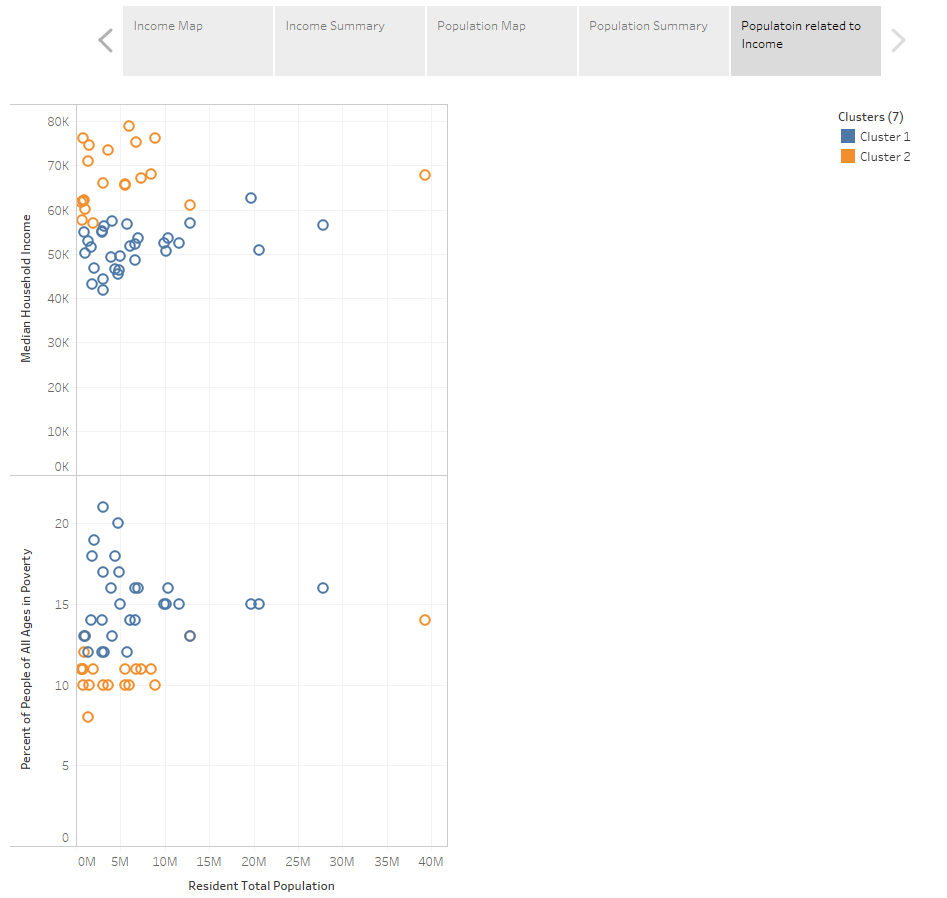 Income Map
Income Summary
Population Map
Population Summary
Populatoin related to
Income
Clusters (7)
Cluster 1
Cluster 2
Median Household Income
80K
70K
60K
50K
40K
30K
20K
10K
0K
Percent of People of All Ages in Poverty
20
15
10
5
0
0M 5M 10M 15M 20M 25M 30M 35M 40M
Resident Total Population